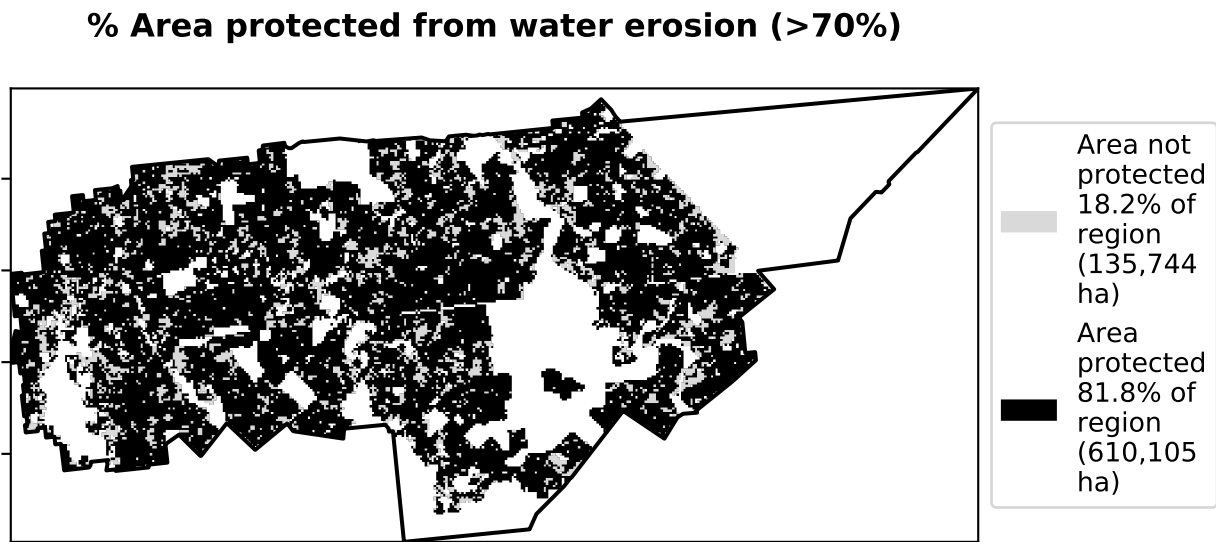 % Area protected from water erosion (>70%)
Area not
protected
18.2% of
region
(135,744
ha)
Area
protected
81.8% of
region
(610,105
ha)